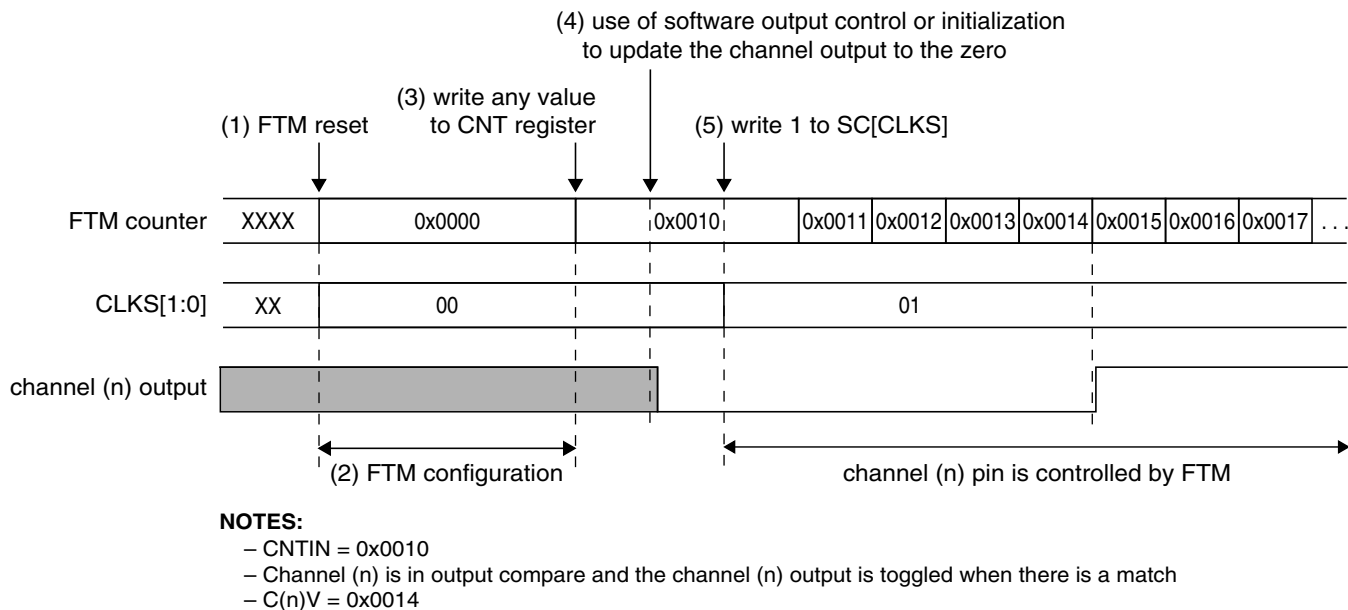 (4) use of software output control or initialization
to update the channel output to the zero
(3) write any value
to CNT register
(1) FTM reset
(5) write 1 to SC[CLKS]
FTM counter XXXX 0x0000 0x0010 0x0011 0x0012 0x0013 0x0014 0x0015 0x0016 0x0017 . . .
CLKS[1:0] XX 00 01
channel (n) output
(2) FTM configuration
channel (n) pin is controlled by FTM
NOTES:
– CNTIN = 0x0010
– Channel (n) is in output compare and the channel (n) output is toggled when there is a match
– C(n)V = 0x0014